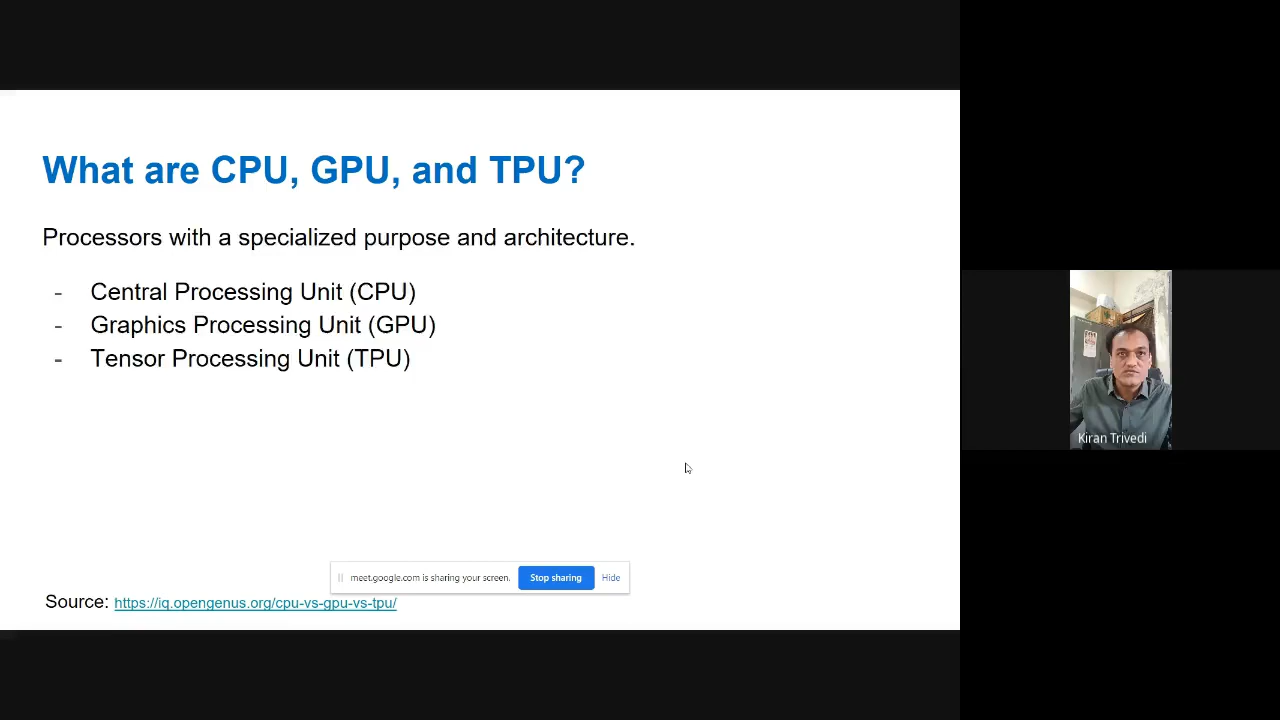 What are CPU, GPU, and TPU?
Processors with a specialized purpose and architecture.
- Central Processing Unit (CPU)
- Graphics Processing Unit (GPU)
- Tensor Processing Unit (TPU)
Kiran Trivedi
meet.google.com is sharing your screen. Stop sharing Hide
Source: https://iq.opengenus.org/cpu-vs-gpu-vs-tpu/